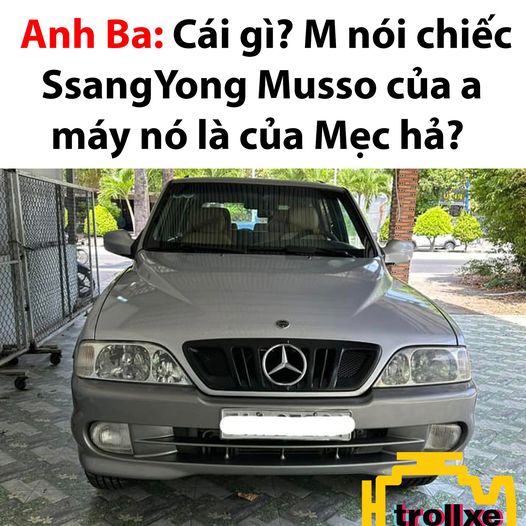 Anh Ba: Cái gì? M nói chiếc
SsangYong Musso của a
máy nó là của Mẹc hả?
trollxe